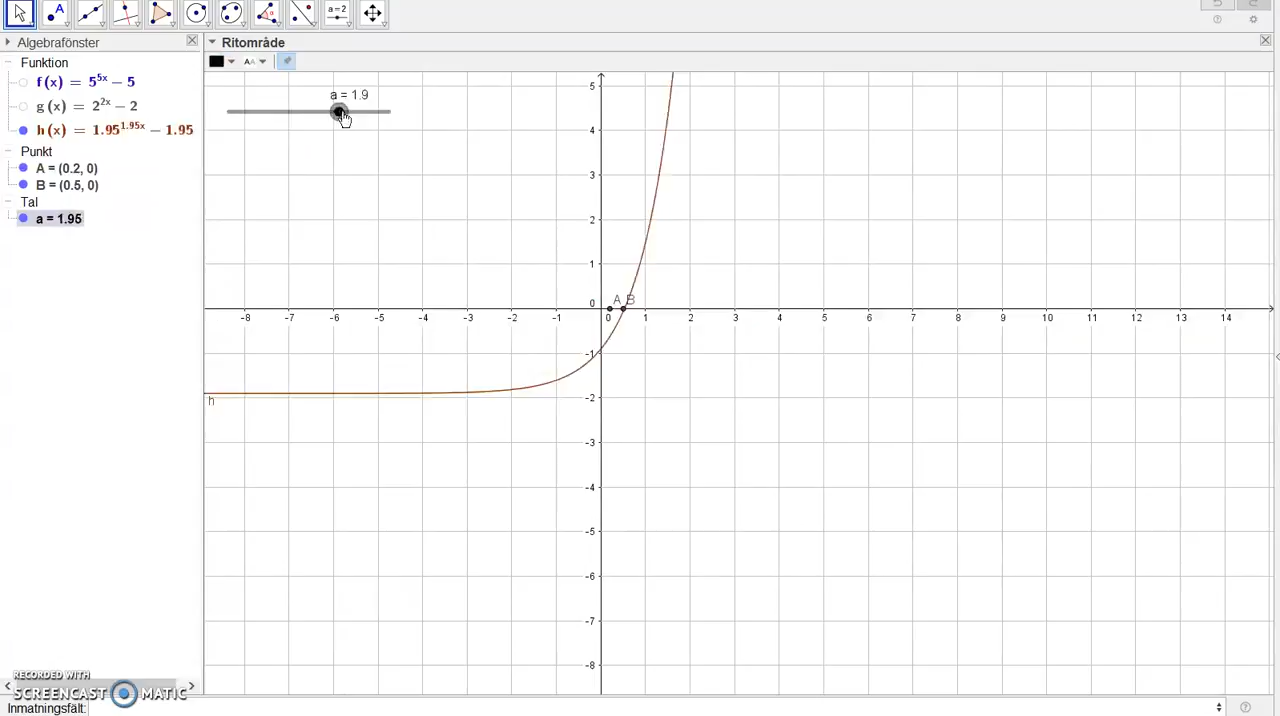 a=2
Algebrafönster
Ritområde
Funktion
f(x) = 5^5x − 5
g(x) = 2^2x − 2
h(x) = 1.95^1.95x − 1.95
Punkt
A = (0.2, 0)
B = (0.5, 0)
Tal
a = 1.95
AA
a = 1.9
5
4
3
2
1
0
A B
-8 -7 -6 -5 -4 -3 -2 -1 0 1 2 3 4 5 6 7 8 9 10 11 12 13 14
-1
-2
h
-3
-4
-5
-6
-7
-8
RECORDED WITH
SCREENCAST MATIC
Inmatningsfält: